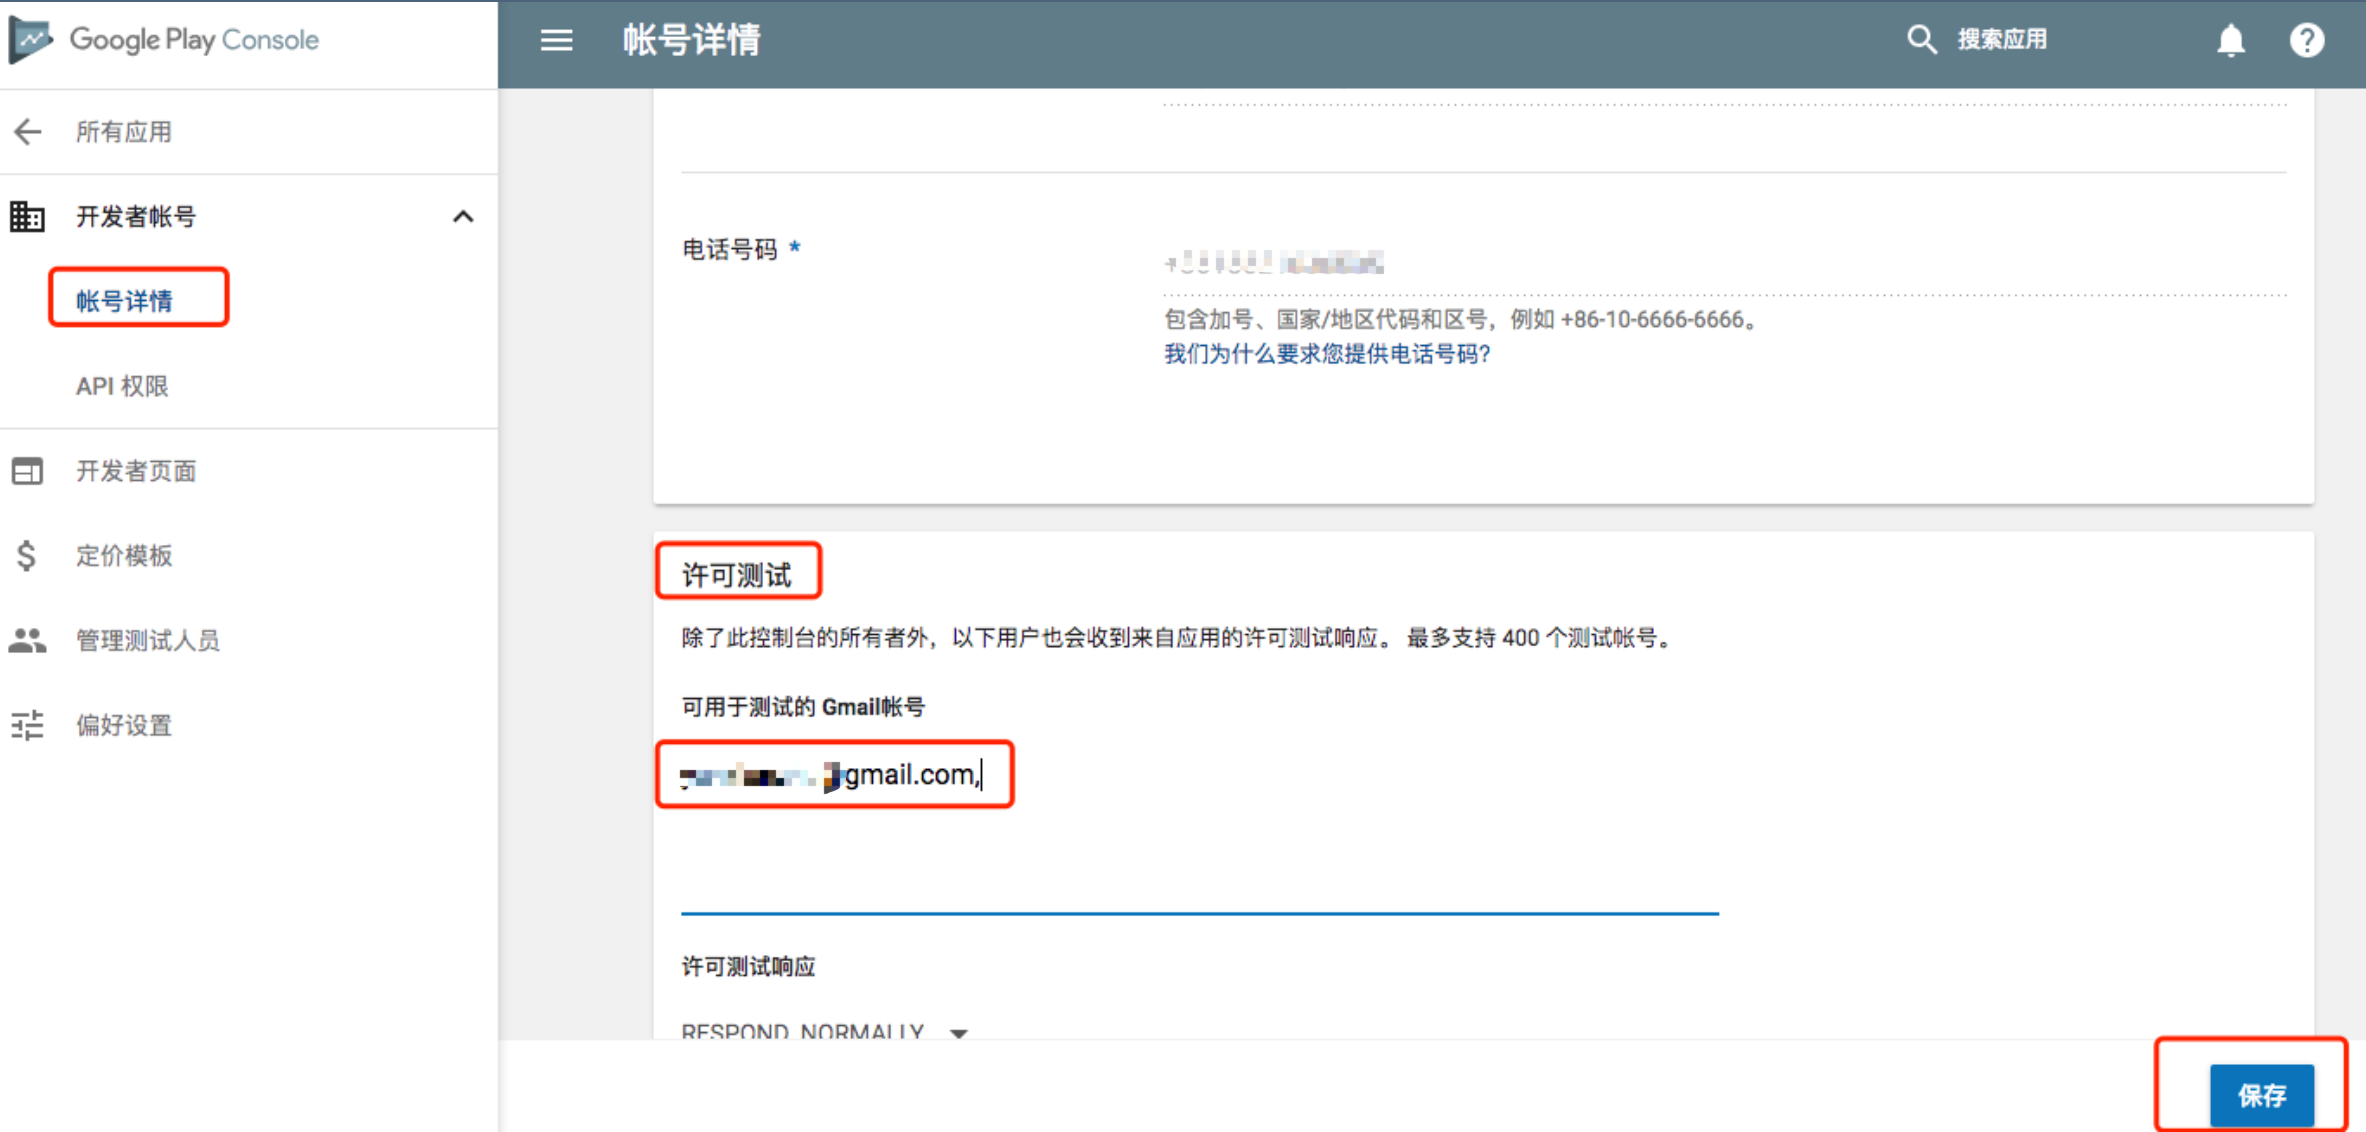 Google Play Console
帐号详情
搜索应用
所有应用
开发者帐号
帐号详情
API 权限
开发者页面
定价模板
管理测试人员
偏好设置
电话号码 *
包含加号、国家/地区代码和区号，例如 +86-10-6666-6666。
我们为什么要求您提供电话号码?
许可测试
除了此控制台的所有者外，以下用户也会收到来自应用的许可测试响应。 最多支持 400 个测试帐号。
可用于测试的 Gmail帐号
@gmail.com,
许可测试响应
RESPOND_NORMALLY
保存